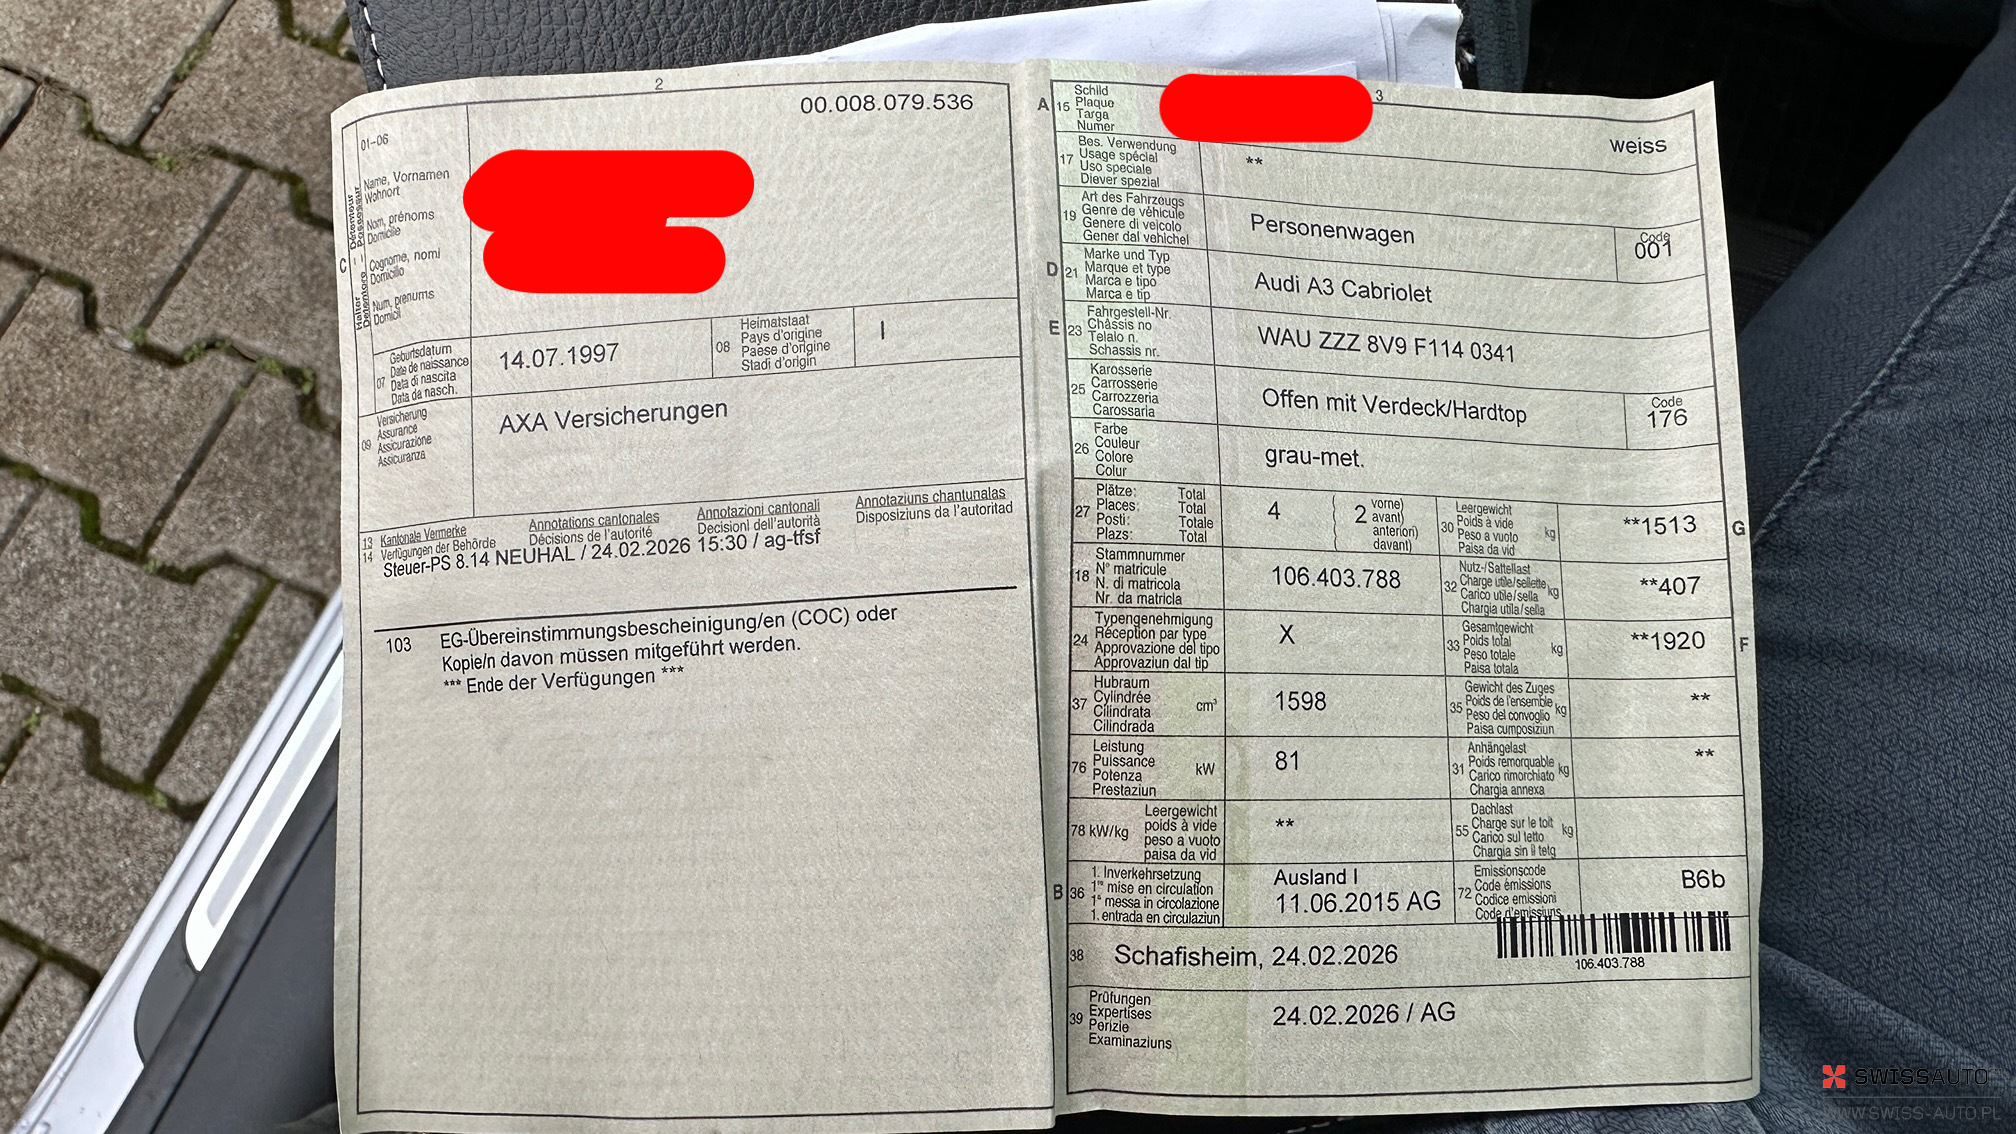 2
00.008.079.536
01-06
C
Halter Détenteur
Detentore Possessur
Name, Vornamen
Wohnort
Nom, prénoms
Domicile
Cognome, nomi
Domicilio
Num, prenums
Domicil
07
Geburtsdatum
Date de naissance
Data di nascita
Data da nasch.
14.07.1997
08
Heimatstaat
Pays d'origine
Paese d'origine
Stadi d'origin
I
09
Versicherung
Assurance
Assicurazione
Assicuranza
AXA Versicherungen
13 Kantonale Vermerke Annotations cantonales Annotazioni cantonali Annotaziuns chantunalas
14 Verfügungen der Behörde Décisions de l'autorité Decisioni dell'autorità Disposiziuns da l'autoritad
Steuer-PS 8.14 NEUHAL / 24.02.2026 15:30 / ag-tfsf
103 EG-Übereinstimmungsbescheinigung/en (COC) oder
Kopie/n davon müssen mitgeführt werden.
*** Ende der Verfügungen ***
3
A 15
Schild
Plaque
Targa
Numer
weiss
17
Bes. Verwendung
Usage spécial
Uso speciale
Diever spezial
**
19
Art des Fahrzeugs
Genre de véhicule
Genere di veicolo
Gener dal vehichel
Personenwagen
Code
001
D 21
Marke und Typ
Marque et type
Marca e tipo
Marca e tip
Audi A3 Cabriolet
E 23
Fahrgestell-Nr.
Châssis no
Telaio n.
Schassis nr.
WAU ZZZ 8V9 F114 0341
25
Karosserie
Carrosserie
Carrozzeria
Carossaria
Offen mit Verdeck/Hardtop
Code
176
26
Farbe
Couleur
Colore
Colur
grau-met.
27
Plätze: Total
Places: Total
Posti: Totale
Plazs: Total
4
( 2 vorne)
avant)
anteriori)
davant)
30
Leergewicht
Poids à vide
Peso a vuoto
Paisa da vid
kg
**1513
G
18
Stammnummer
N° matricule
N. di matricola
Nr. da matricla
106.403.788
32
Nutz-/Sattellast
Charge utile/sellette
Carico utile/sella
Chargia utila/sella
kg
**407
24
Typengenehmigung
Réception par type
Approvazione del tipo
Approvaziun dal tip
X
33
Gesamtgewicht
Poids total
Peso totale
Paisa totala
kg
**1920
F
37
Hubraum
Cylindrée
Cilindrata
Cilindrada
cm³
1598
35
Gewicht des Zuges
Poids de l'ensemble
Peso del convoglio
Paisa cumposiziun
kg
**
76
Leistung
Puissance
Potenza
Prestaziun
kW
81
31
Anhängelast
Poids remorquable
Carico rimorchiato
Chargia annexa
kg
**
78 kW/kg
Leergewicht
poids à vide
peso a vuoto
paisa da vid
**
55
Dachlast
Charge sur le toit
Carico sul tetto
Chargia sin il tetg
kg
B 36
1. Inverkehrsetzung
1re mise en circulation
1a messa in circolazione
1. entrada en circulaziun
Ausland I
11.06.2015 AG
72
Emissionscode
Code émissions
Codice emissioni
Code d'emissiuns
B6b
38
Schafisheim, 24.02.2026
106.403.788
39
Prüfungen
Expertises
Perizie
Examinaziuns
24.02.2026 / AG
SWISSAUTO
WWW.SWISS-AUTO.PL